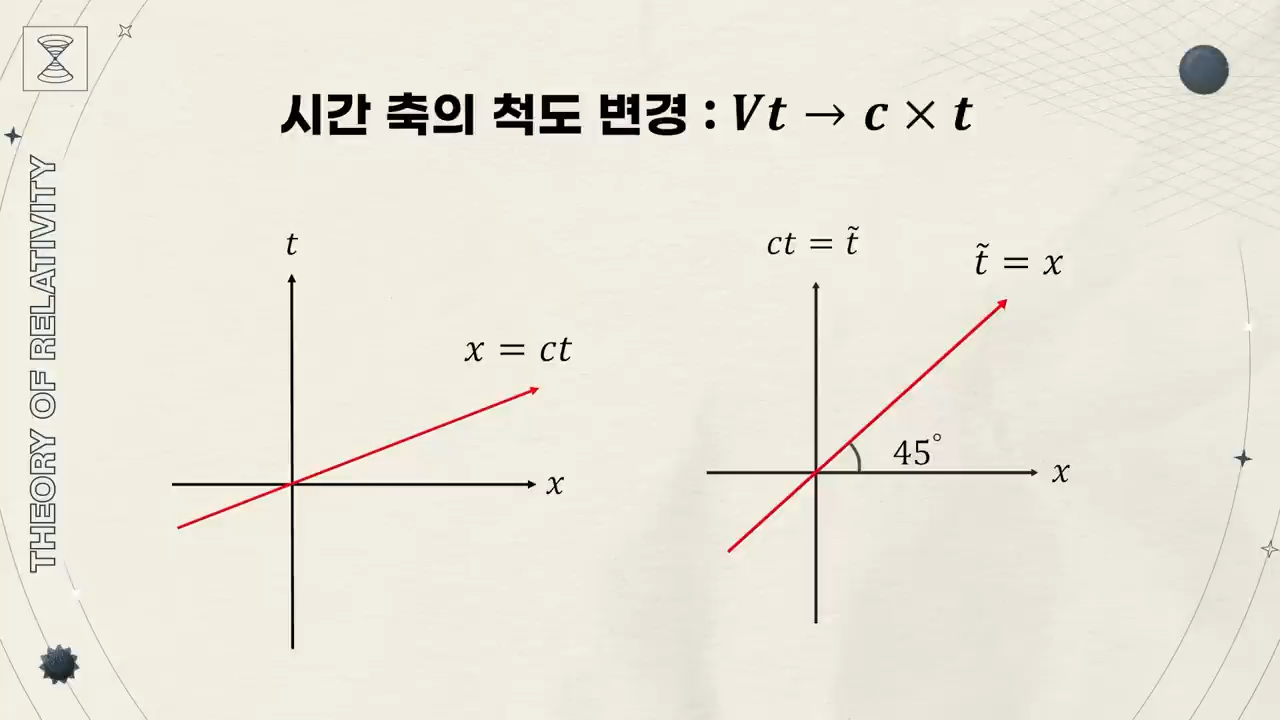 THEORY OF RELATIVITY
시간 축의 척도 변경 : Vt → c × t
t
x = ct
x
ct = t̃
t̃ = x
45°
x